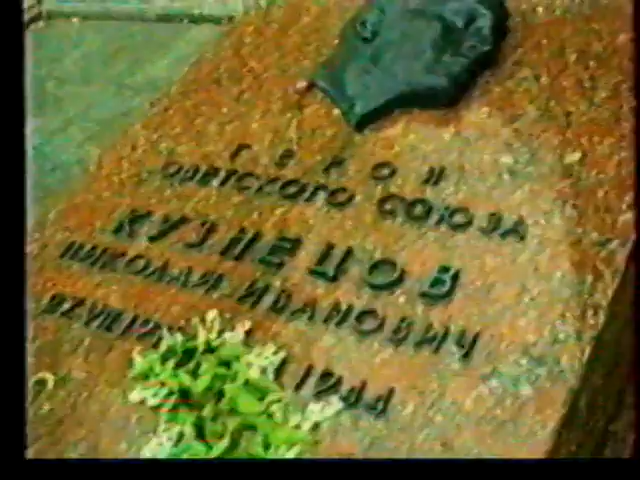 ГЕРОЙ
СОВЕТСКОГО СОЮЗА
КУЗНЕЦОВ
НИКОЛАЙ ИВАНОВИЧ
1944